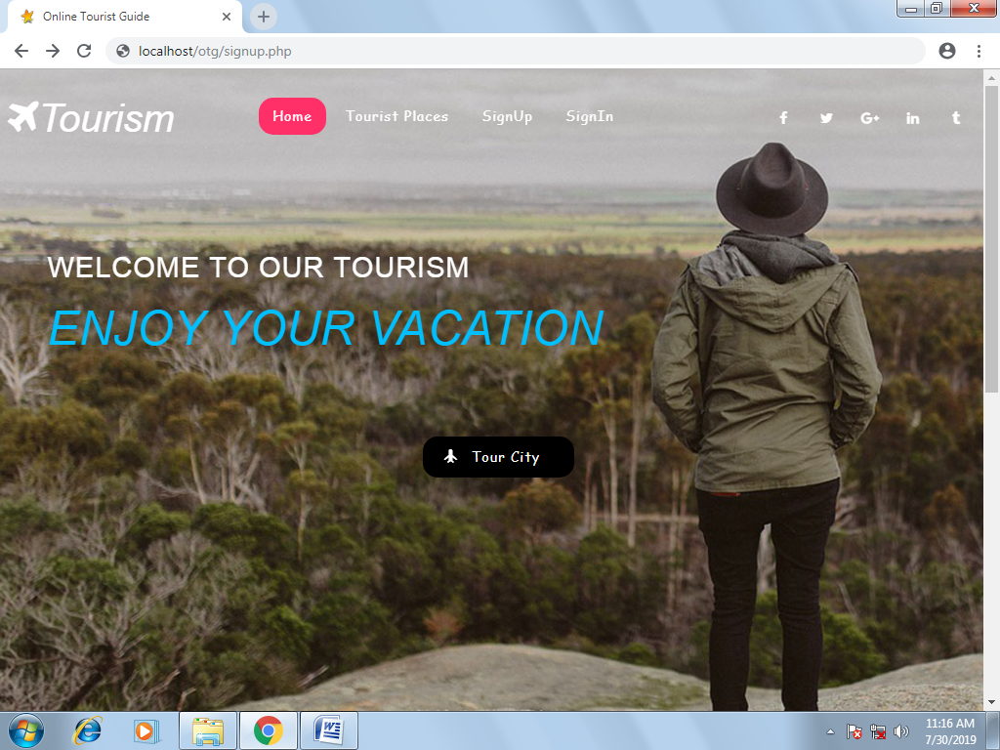 Online Tourist Guide
localhost/otg/signup.php
Tourism
Home Tourist Places SignUp SignIn
WELCOME TO OUR TOURISM
ENJOY YOUR VACATION
Tour City
11:16 AM
7/30/2019